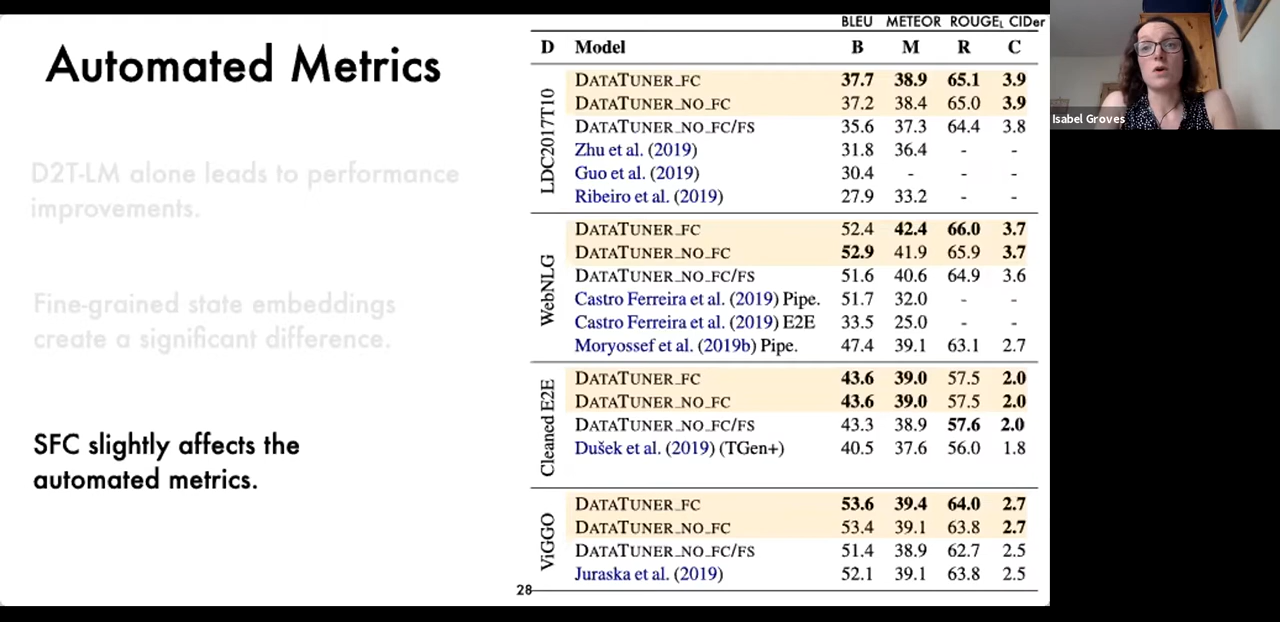 Automated Metrics
D2T-LM alone leads to performance
improvements.
Fine-grained state embeddings
create a significant difference.
SFC slightly affects the
automated metrics.
BLEU METEOR ROUGEL CIDer
D Model B M R C
LDC2017T10
DATATUNER_FC 37.7 38.9 65.1 3.9
DATATUNER_NO_FC 37.2 38.4 65.0 3.9
DATATUNER_NO_FC/FS 35.6 37.3 64.4 3.8
Zhu et al. (2019) 31.8 36.4 - -
Guo et al. (2019) 30.4 - - -
Ribeiro et al. (2019) 27.9 33.2 - -
WebNLG
DATATUNER_FC 52.4 42.4 66.0 3.7
DATATUNER_NO_FC 52.9 41.9 65.9 3.7
DATATUNER_NO_FC/FS 51.6 40.6 64.9 3.6
Castro Ferreira et al. (2019) Pipe. 51.7 32.0 - -
Castro Ferreira et al. (2019) E2E 33.5 25.0 - -
Moryossef et al. (2019b) Pipe. 47.4 39.1 63.1 2.7
Cleaned E2E
DATATUNER_FC 43.6 39.0 57.5 2.0
DATATUNER_NO_FC 43.6 39.0 57.5 2.0
DATATUNER_NO_FC/FS 43.3 38.9 57.6 2.0
Dušek et al. (2019) (TGen+) 40.5 37.6 56.0 1.8
ViGGO
DATATUNER_FC 53.6 39.4 64.0 2.7
DATATUNER_NO_FC 53.4 39.1 63.8 2.7
DATATUNER_NO_FC/FS 51.4 38.9 62.7 2.5
Juraska et al. (2019) 52.1 39.1 63.8 2.5
28
Isabel Groves